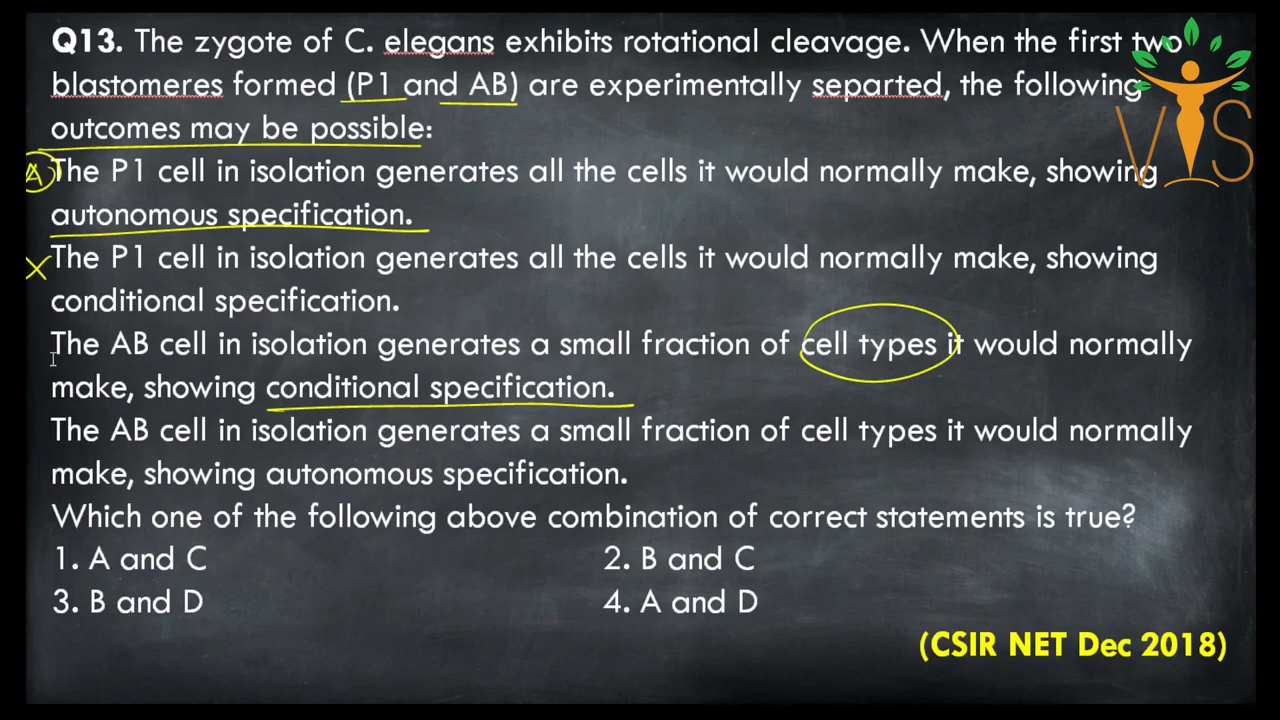 Q13. The zygote of C. elegans exhibits rotational cleavage. When the first two
blastomeres formed (P1 and AB) are experimentally separted, the following
outcomes may be possible:
A The P1 cell in isolation generates all the cells it would normally make, showing
autonomous specification.
X The P1 cell in isolation generates all the cells it would normally make, showing
conditional specification.
The AB cell in isolation generates a small fraction of cell types it would normally
make, showing conditional specification.
The AB cell in isolation generates a small fraction of cell types it would normally
make, showing autonomous specification.
Which one of the following above combination of correct statements is true?
1. A and C 2. B and C
3. B and D 4. A and D
(CSIR NET Dec 2018)
V S